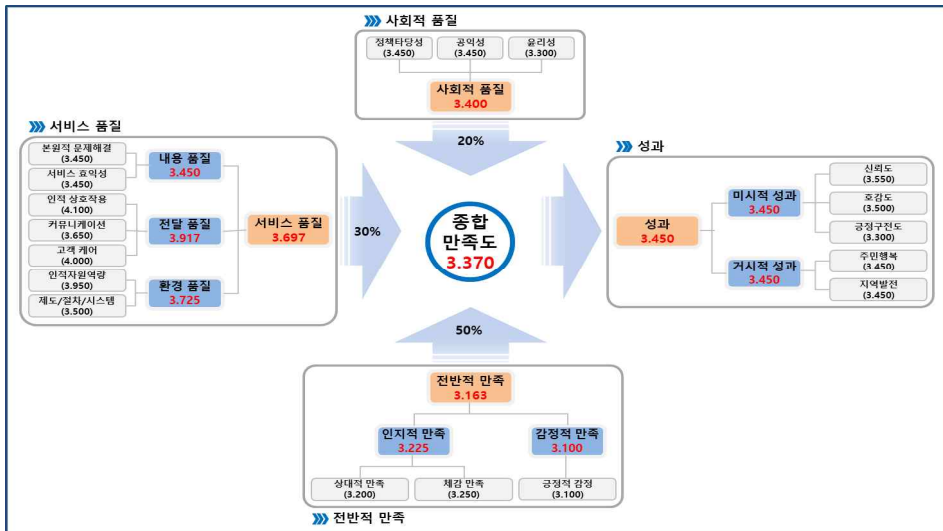 사회적 품질
정책타당성
(3.450)
공익성
(3.450)
윤리성
(3.300)
사회적 품질
3.400
20%
서비스 품질
본원적 문제해결
(3.450)
서비스 효익성
(3.450)
인적 상호작용
(4.100)
커뮤니케이션
(3.650)
고객 케어
(4.000)
인적자원역량
(3.950)
제도/절차/시스템
(3.500)
내용 품질
3.450
전달 품질
3.917
환경 품질
3.725
서비스 품질
3.697
30%
종합
만족도
3.370
성과
성과
3.450
미시적 성과
3.450
거시적 성과
3.450
신뢰도
(3.550)
호감도
(3.500)
긍정구전도
(3.300)
주민행복
(3.450)
지역발전
(3.450)
50%
전반적 만족
3.163
인지적 만족
3.225
감정적 만족
3.100
상대적 만족
(3.200)
체감 만족
(3.250)
긍정적 감정
(3.100)
전반적 만족